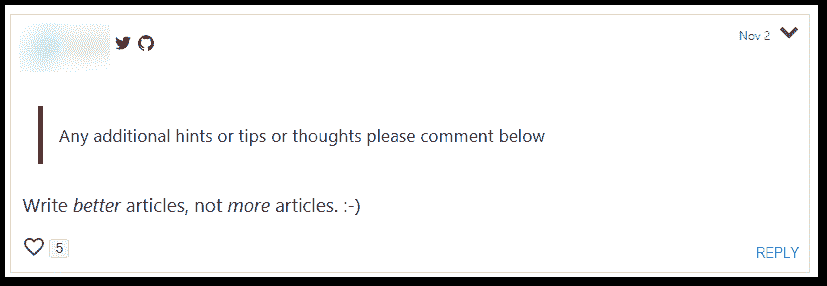 Nov 2
Any additional hints or tips or thoughts please comment below
Write better articles, not more articles. :-)
5
REPLY